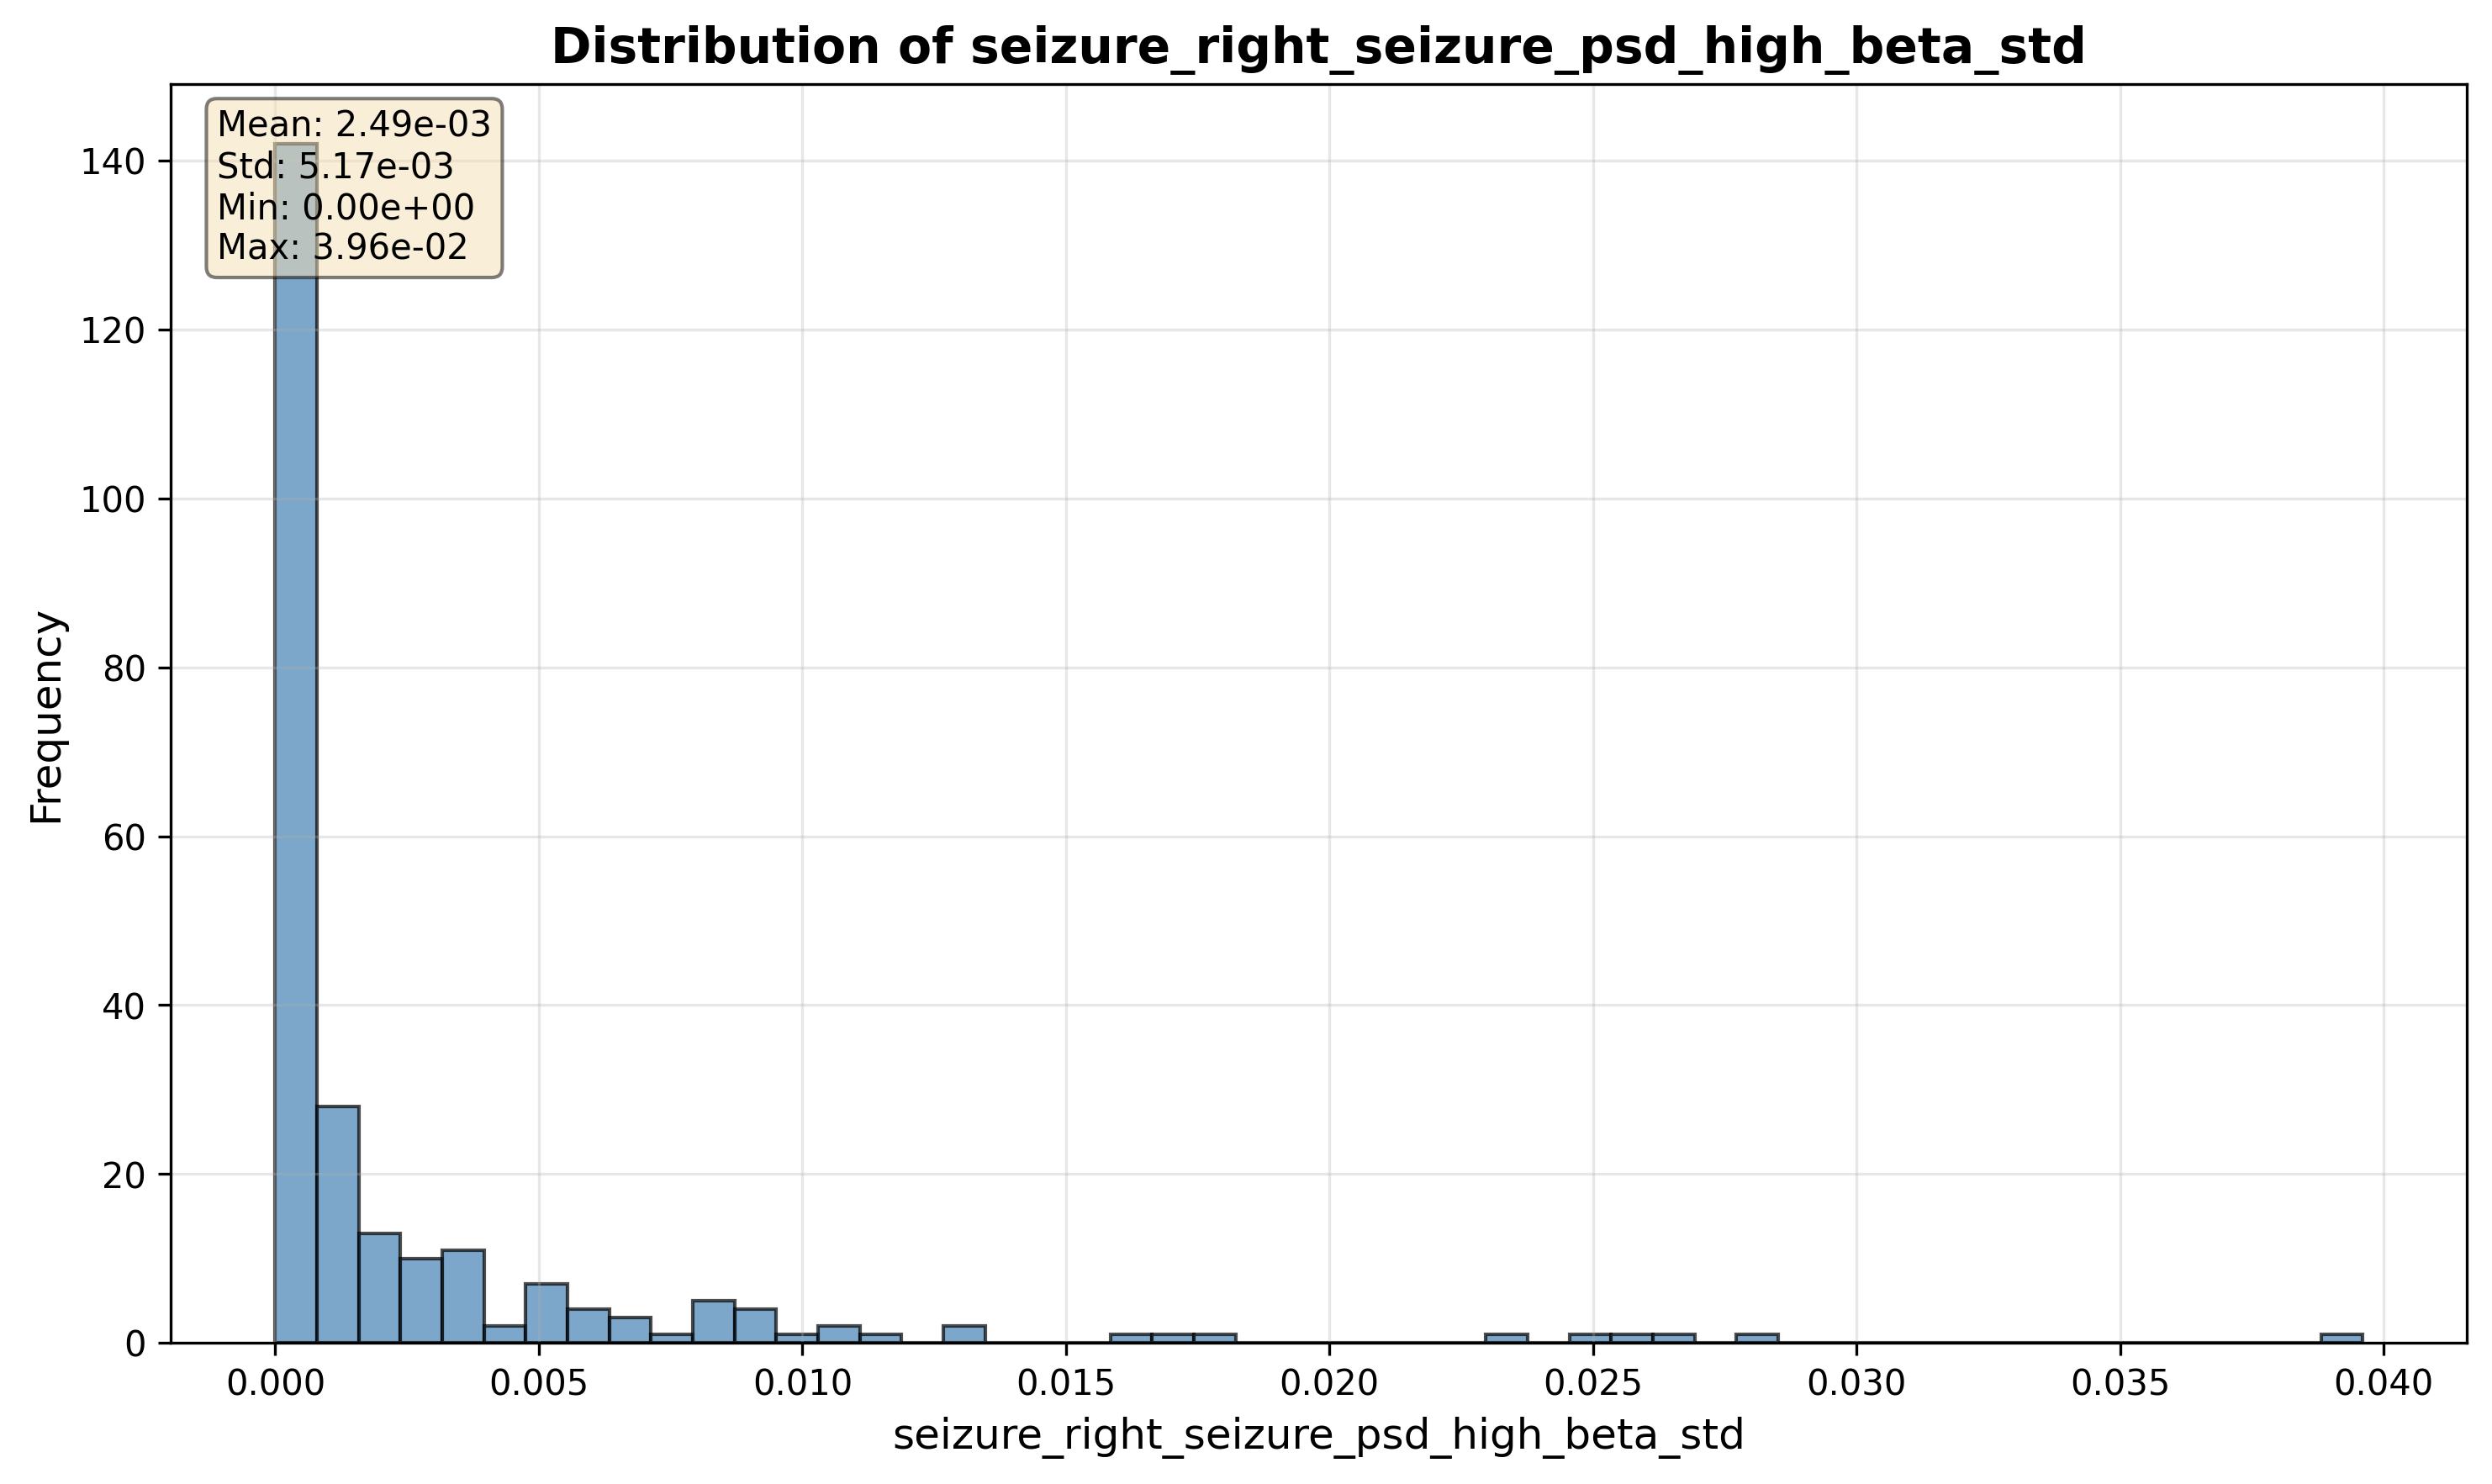 Distribution of seizure_right_seizure_psd_high_beta_std
Mean: 2.49e-03
Std: 5.17e-03
Min: 0.00e+00
Max: 3.96e-02
Frequency
140
120
100
80
60
40
20
0
0.000 0.005 0.010 0.015 0.020 0.025 0.030 0.035 0.040
seizure_right_seizure_psd_high_beta_std